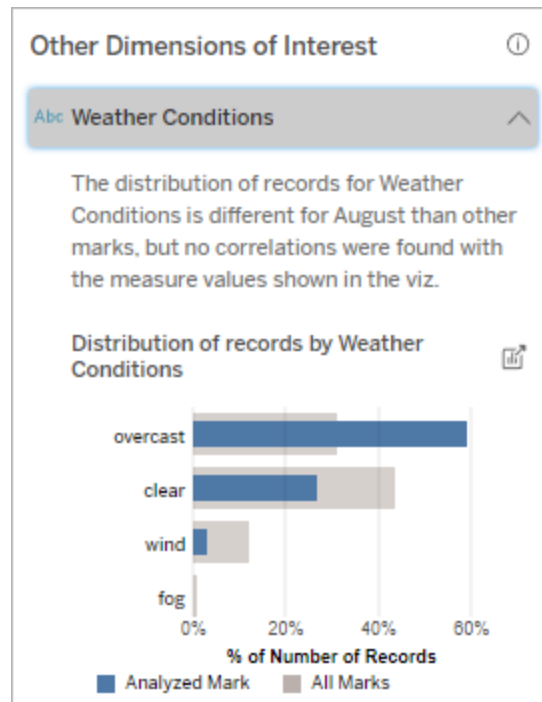 Other Dimensions of Interest
Abc Weather Conditions
The distribution of records for Weather
Conditions is different for August than other
marks, but no correlations were found with
the measure values shown in the viz.
Distribution of records by Weather
Conditions
overcast
clear
wind
fog
0% 20% 40% 60%
% of Number of Records
Analyzed Mark All Marks